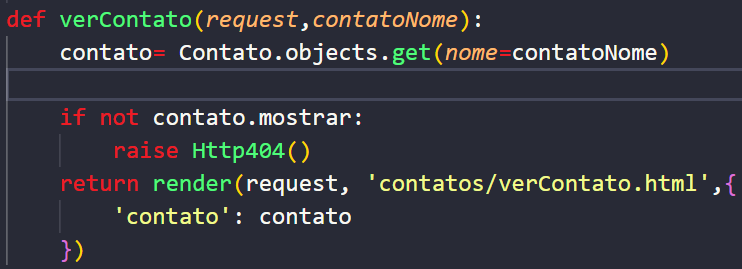 def verContato(request,contatoNome):
    contato= Contato.objects.get(nome=contatoNome)
    if not contato.mostrar:
        raise Http404()
    return render(request, 'contatos/verContato.html',{
        'contato': contato
    })